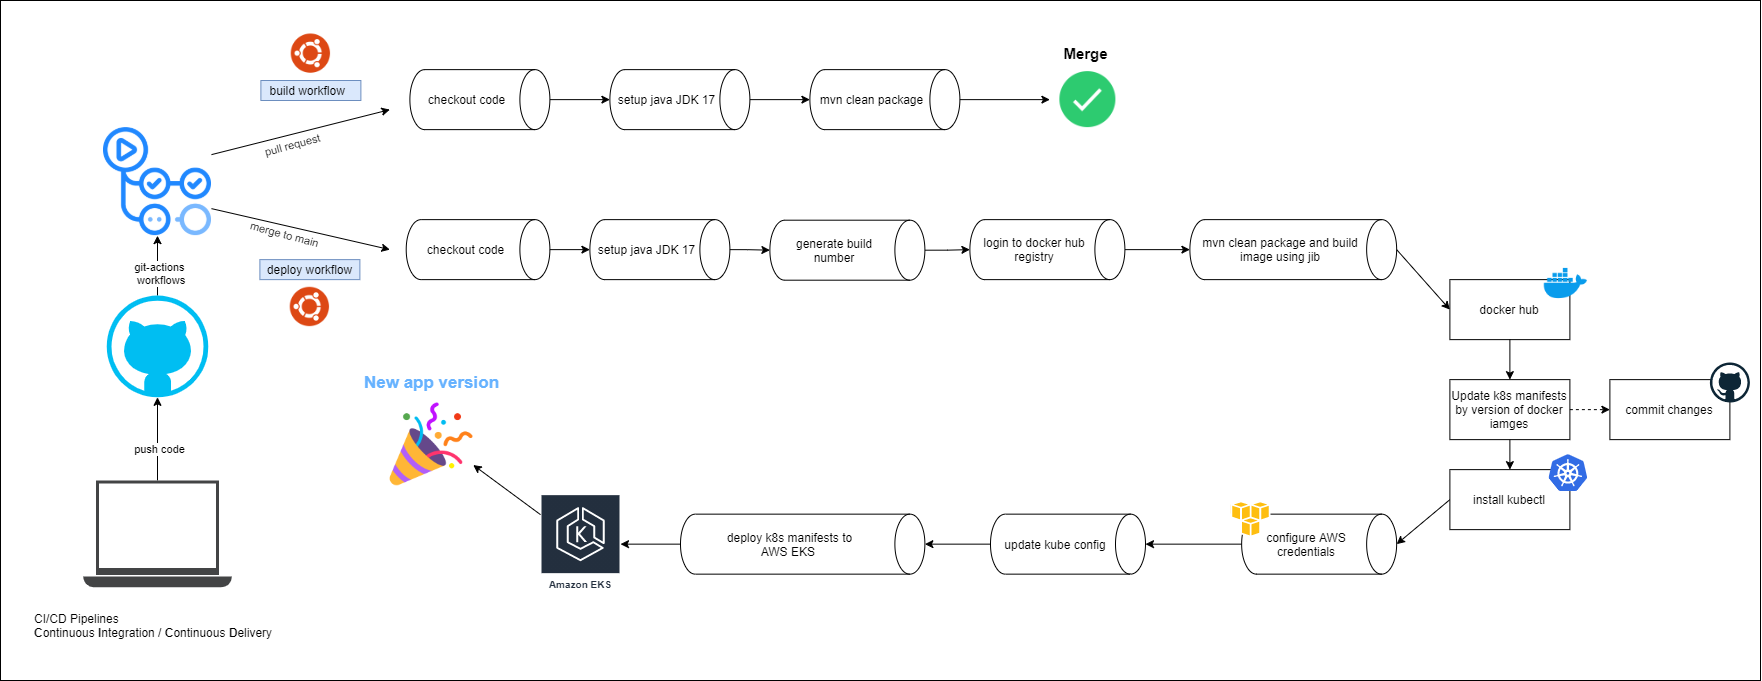 Merge
build workflow
checkout code
setup java JDK 17
mvn clean package
pull request
merge to main
deploy workflow
checkout code
setup java JDK 17
generate build
number
login to docker hub
registry
mvn clean package and build
image using jib
docker hub
git-actions
workflows
New app version
Update k8s manifests
by version of docker
iamges
commit changes
push code
install kubectl
configure AWS
credentials
update kube config
deploy k8s manifests to
AWS EKS
K
Amazon EKS
CI/CD Pipelines
Continuous Integration / Continuous Delivery